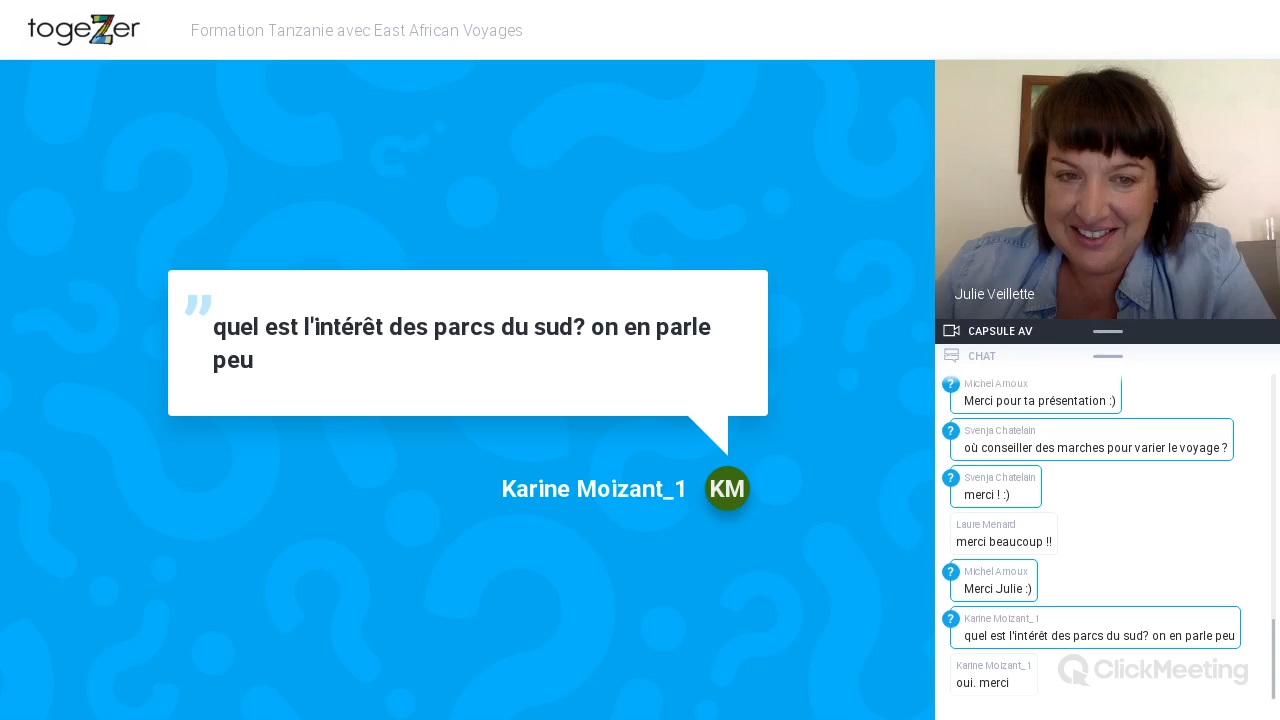 togeZer
Formation Tanzanie avec East African Voyages
quel est l'intérêt des parcs du sud? on en parle
peu
Karine Moizant_1
KM
Julie Veillette
CAPSULE AV
CHAT
? Michel Arnoux
Merci pour ta présentation :)
? Svenja Chatelain
où conseiller des marches pour varier le voyage ?
? Svenja Chatelain
merci ! :)
Laure Ménard
merci beaucoup !!
? Michel Arnoux
Merci Julie :)
? Karine Moizant_1
quel est l'intérêt des parcs du sud? on en parle peu
Karine Moizant_1
oui. merci
ClickMeeting